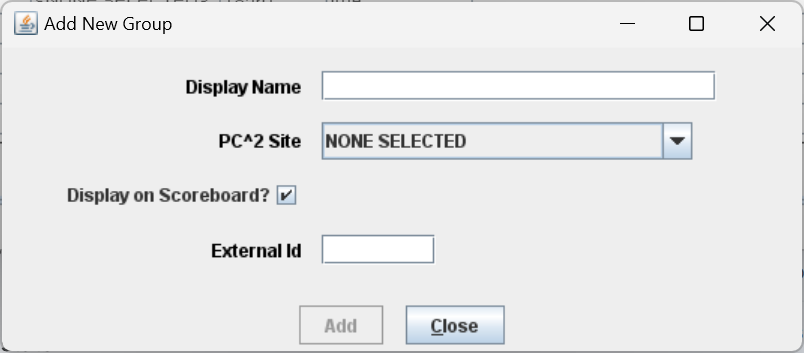 Add New Group
Display Name
PC^2 Site NONE SELECTED
Display on Scoreboard?
External Id
Add Close